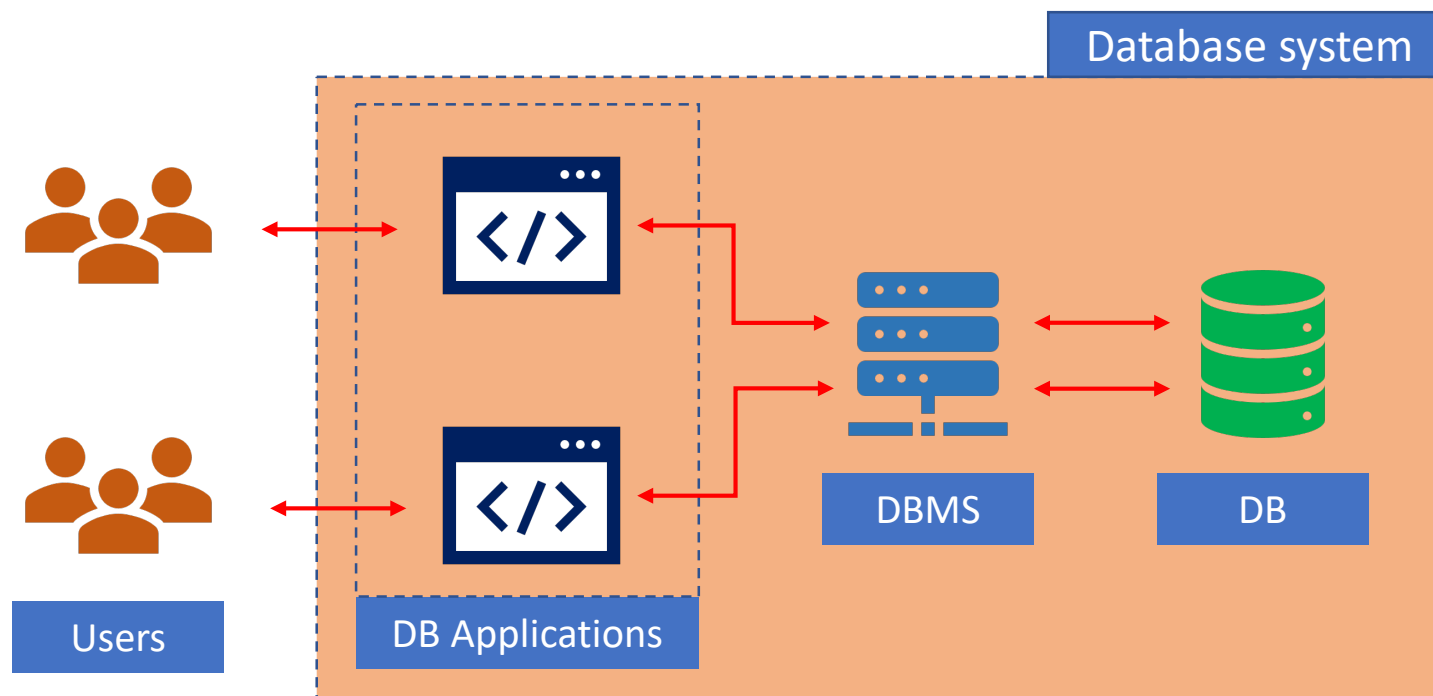 Database system
DBMS
DB
Users
DB Applications